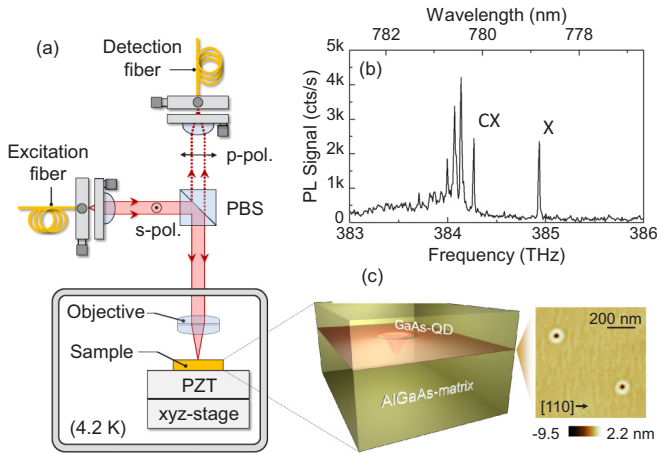 (a)
Detection
fiber
p-pol.
Excitation
fiber
PBS
s-pol.
Objective
Sample
PZT
xyz-stage
(4.2 K)
Wavelength (nm)
782 780 778
(b)
PL Signal (cts/s)
5k
4k
3k
2k
1k
0
CX
X
383 384 385 386
Frequency (THz)
(c)
GaAs-QD
AlGaAs-matrix
200 nm
[110]
-9.5 2.2 nm